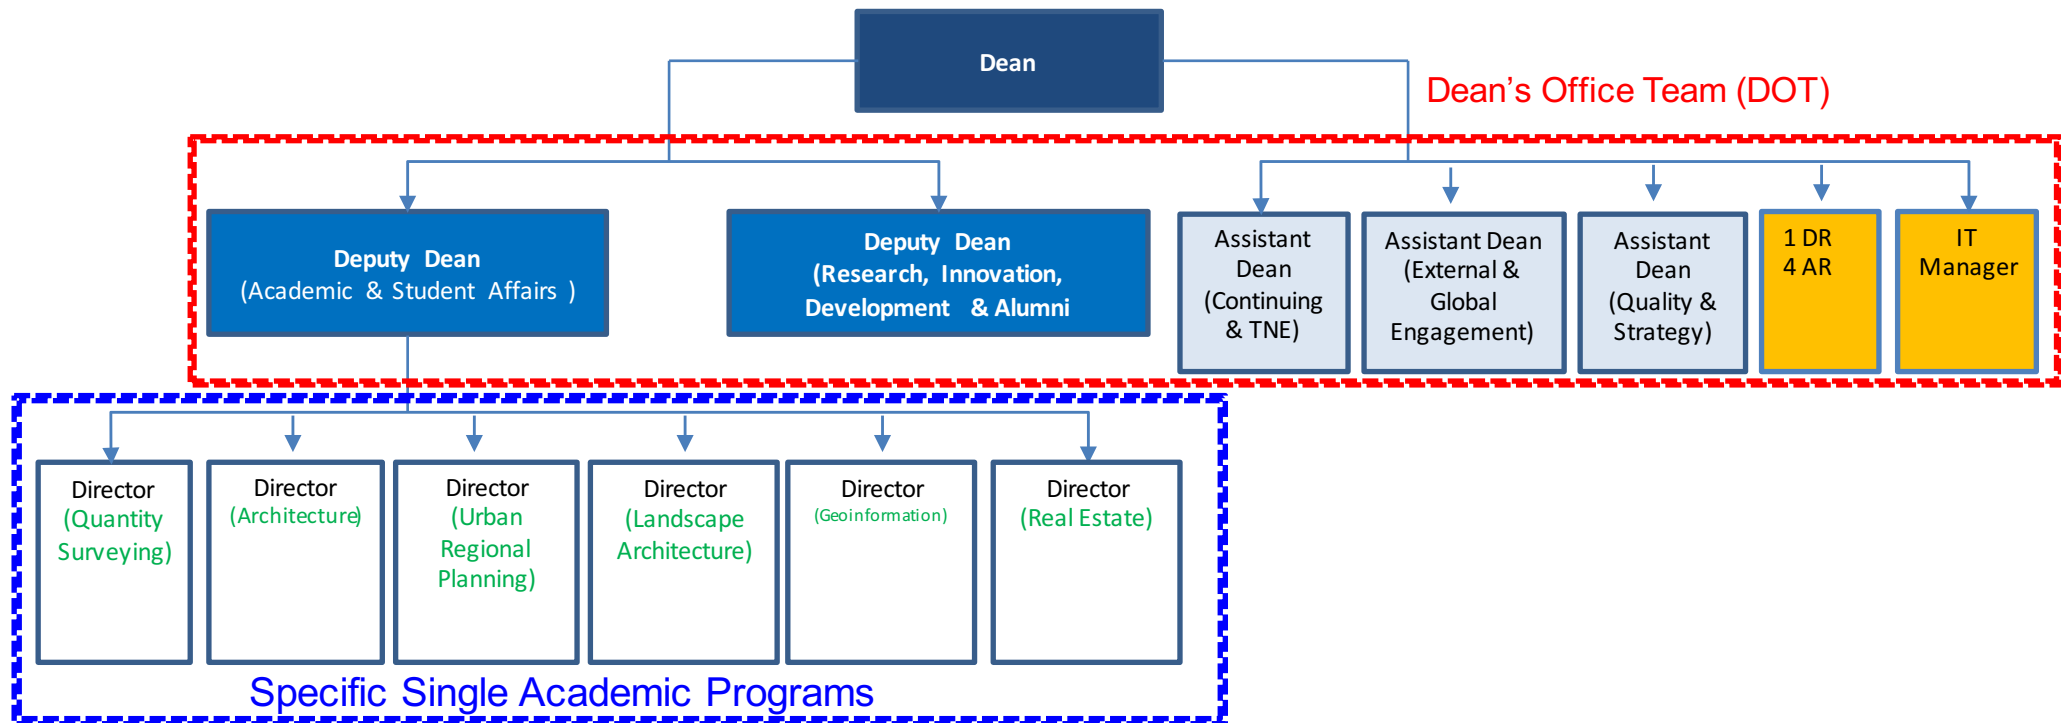 Dean
Dean's Office Team (DOT)
Deputy Dean
(Academic & Student Affairs )
Deputy Dean
(Research, Innovation,
Development & Alumni
Assistant
Dean
(Continuing
& TNE)
Assistant Dean
(External &
Global
Engagement)
Assistant
Dean
(Quality &
Strategy)
1 DR
4 AR
IT
Manager
Director
(Quantity
Surveying)
Director
(Architecture)
Director
(Urban
Regional
Planning)
Director
(Landscape
Architecture)
Director
(Geoinformation)
Director
(Real Estate)
Specific Single Academic Programs